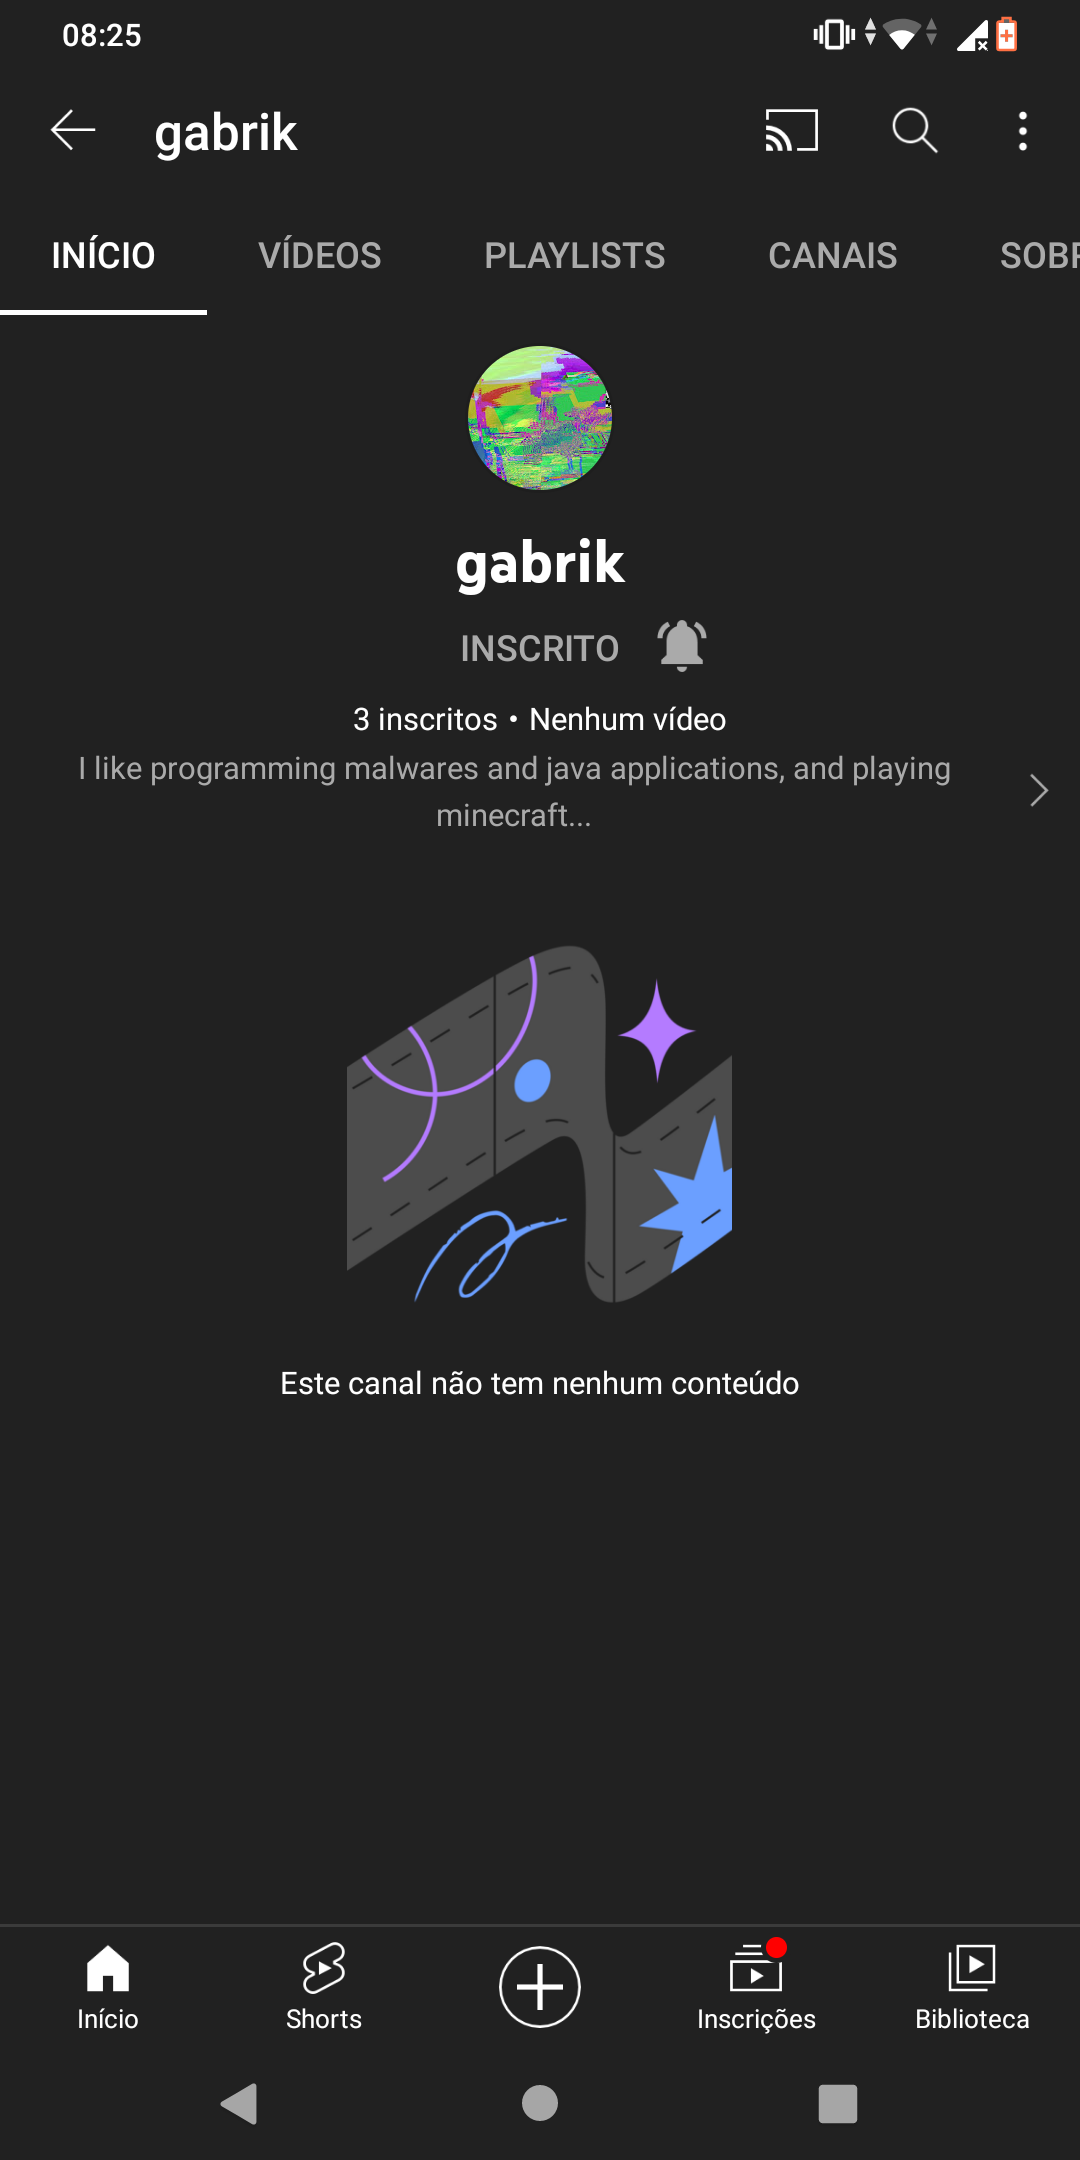 08:25
gabrik
INÍCIO VÍDEOS PLAYLISTS CANAIS SOBR
gabrik
INSCRITO
3 inscritos • Nenhum vídeo
I like programming malwares and java applications, and playing
minecraft...
Este canal não tem nenhum conteúdo
Início Shorts Inscrições Biblioteca